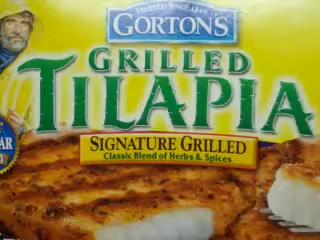 TRUSTED SINCE 1849
GORTON'S
GRILLED
TILAPIA
SIGNATURE GRILLED
Classic Blend of Herbs & Spices